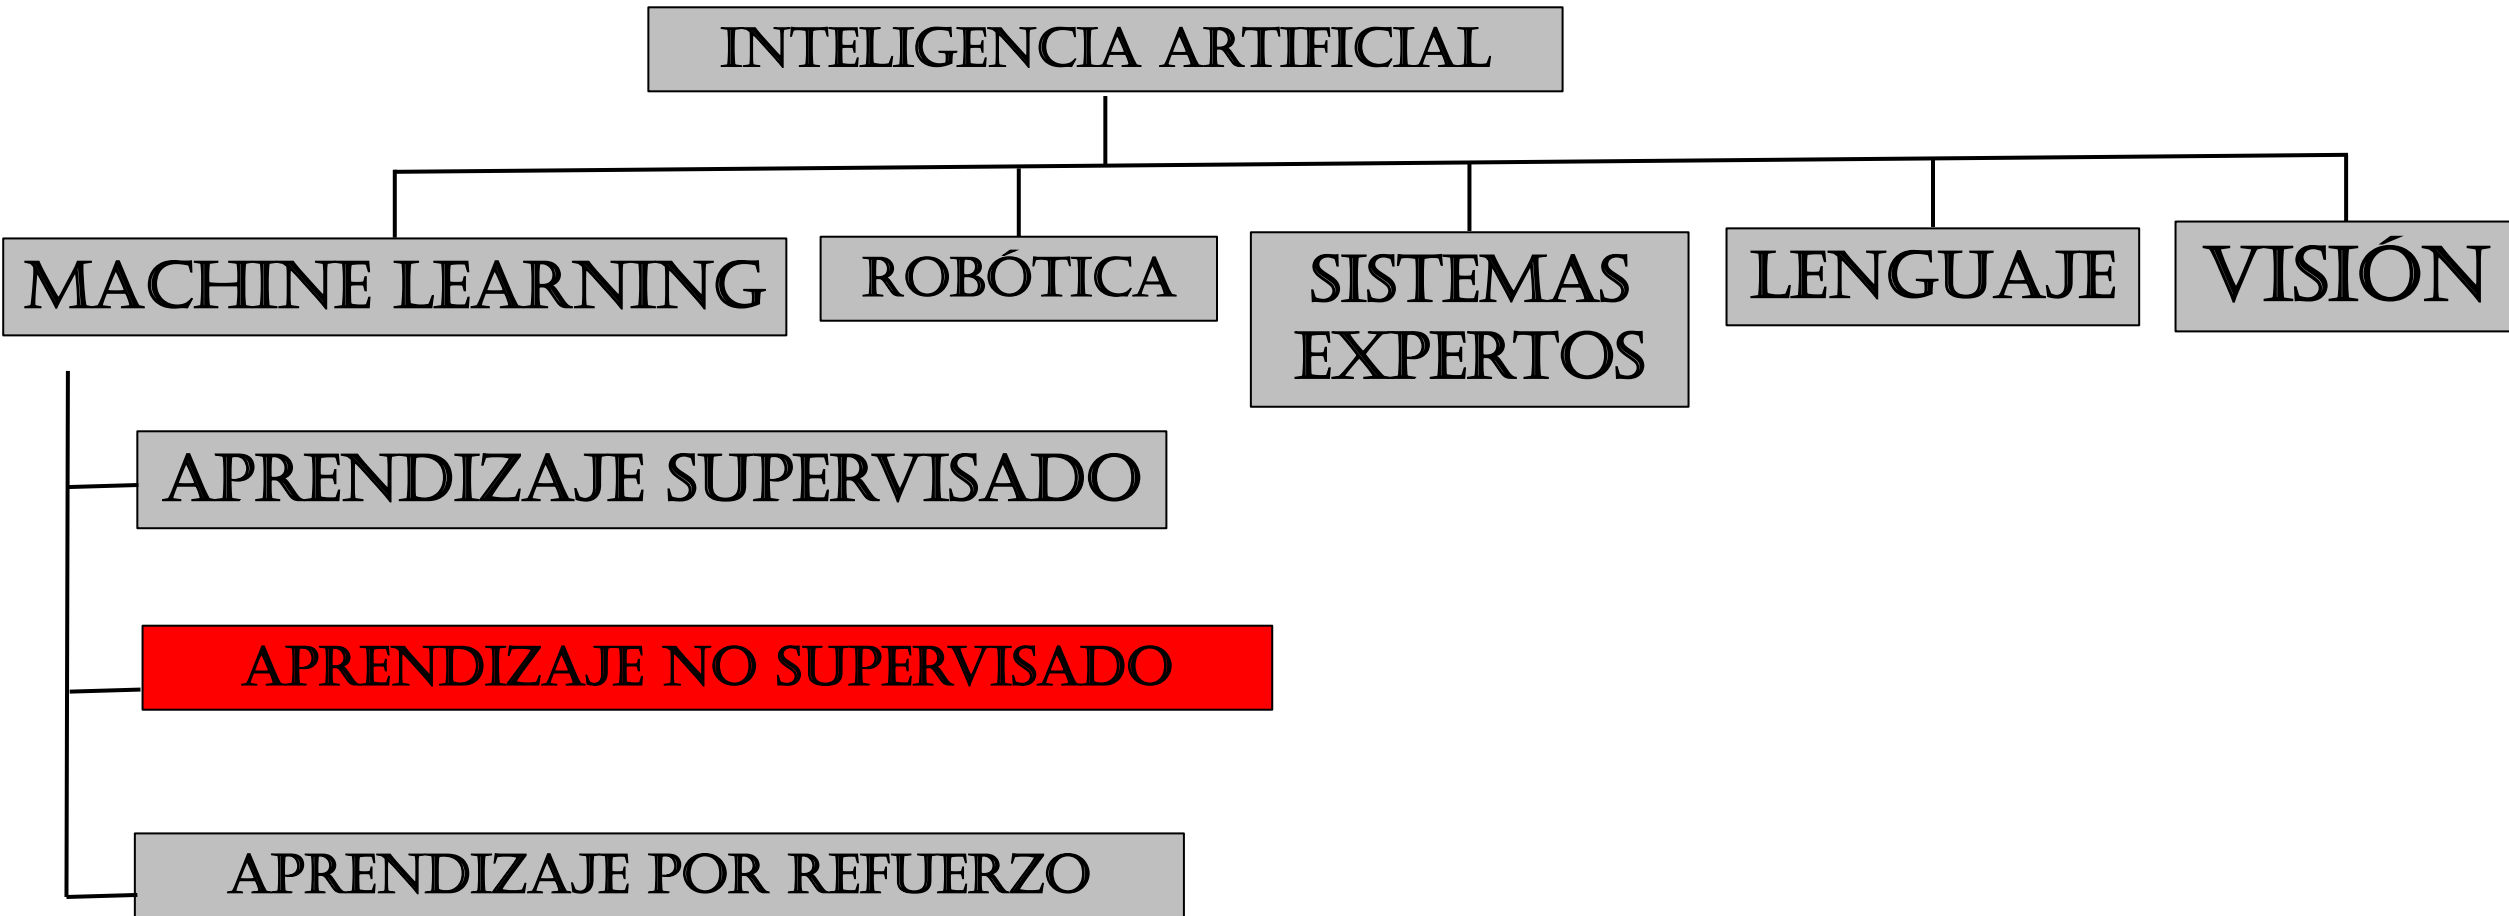 INTELIGENCIA ARTIFICIAL
MACHINE LEARNING
ROBÓTICA
SISTEMAS
EXPERTOS
LENGUAJE
VISIÓN
APRENDIZAJE SUPERVISADO
APRENDIZAJE NO SUPERVISADO
APRENDIZAJE POR REFUERZO